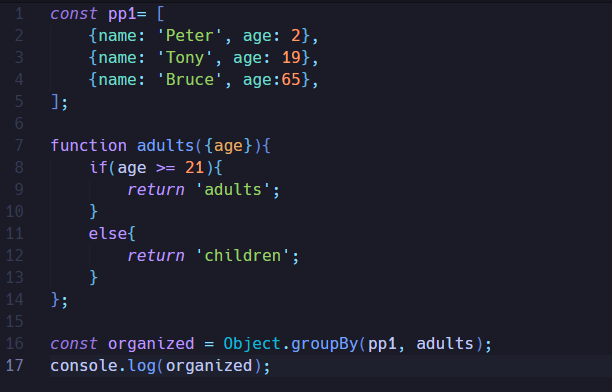 1 const pp1= [
2     {name: 'Peter', age: 2},
3     {name: 'Tony', age: 19},
4     {name: 'Bruce', age:65},
5 ];
6
7 function adults({age}){
8     if(age >= 21){
9         return 'adults';
10     }
11     else{
12         return 'children';
13     }
14 };
15
16 const organized = Object.groupBy(pp1, adults);
17 console.log(organized);